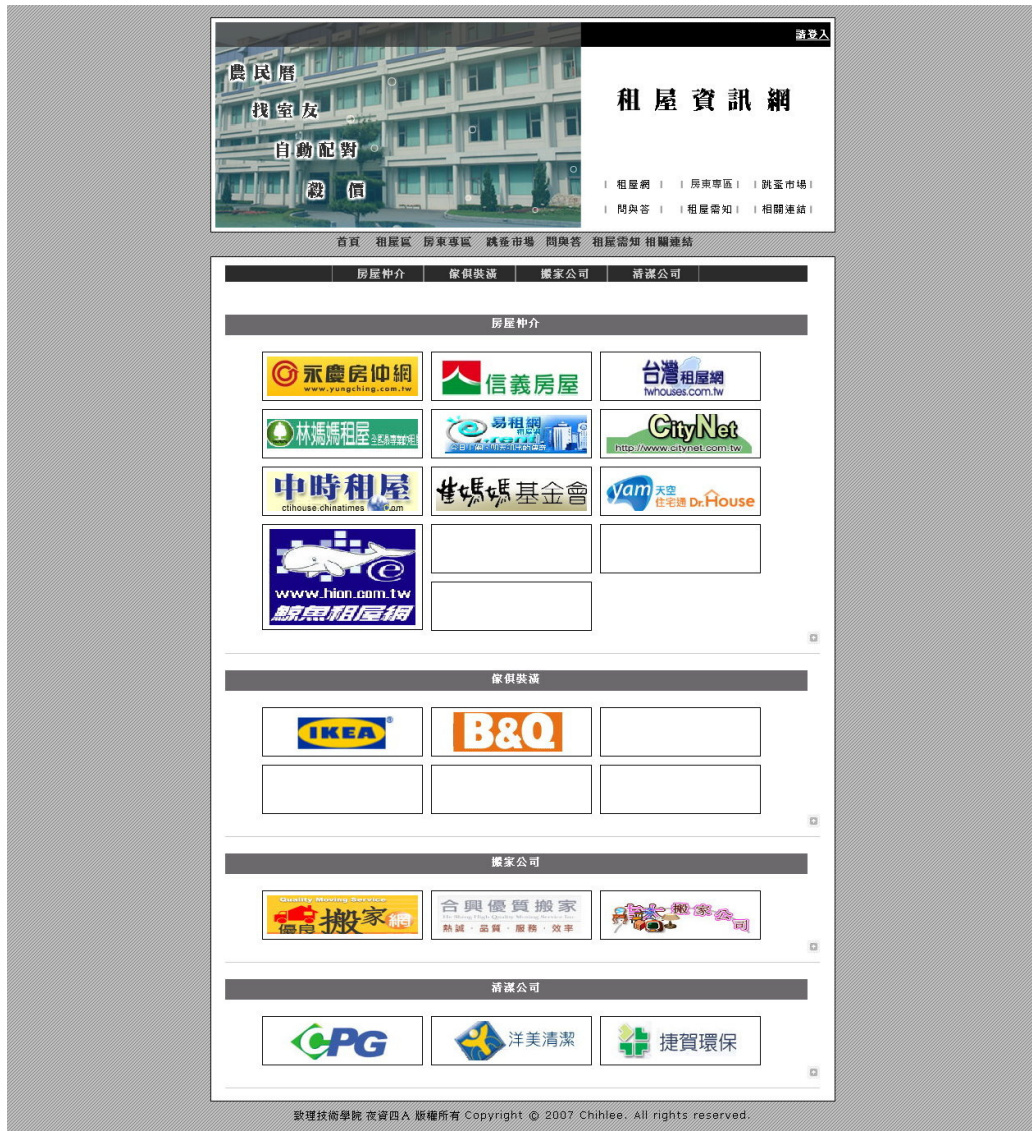 請登入
農民曆
找室友
自動配對
殺價
租屋資訊網
| 租屋網 | | 房東專區 | | 跳蚤市場 |
| 問與答 | | 租屋需知 | | 相關連結 |
首頁 租屋區 房東專區 跳蚤市場 問與答 租屋需知 相關連結
房屋仲介 | 傢俱裝潢 | 搬家公司 | 清潔公司
房屋仲介
永慶房仲網
www.yungching.com.tw
信義房屋
台灣租屋網
twhouses.com.tw
林媽媽租屋
易租網
CityNet
http://www.citynet.com.tw
中時租屋
ctihouse.chinatimes.com
崔媽媽基金會
yam 天空
住宅通 Dr.House
www.hion.com.tw
鯨魚租屋網
傢俱裝潢
IKEA
B&Q
搬家公司
Quality Moving Service
優良搬家網
合興優質搬家
熱誠．品質．服務．效率
搬家公司
清潔公司
CPG
洋美清潔
捷賀環保
致理技術學院 夜資四A 版權所有 Copyright © 2007 Chihlee. All rights reserved.